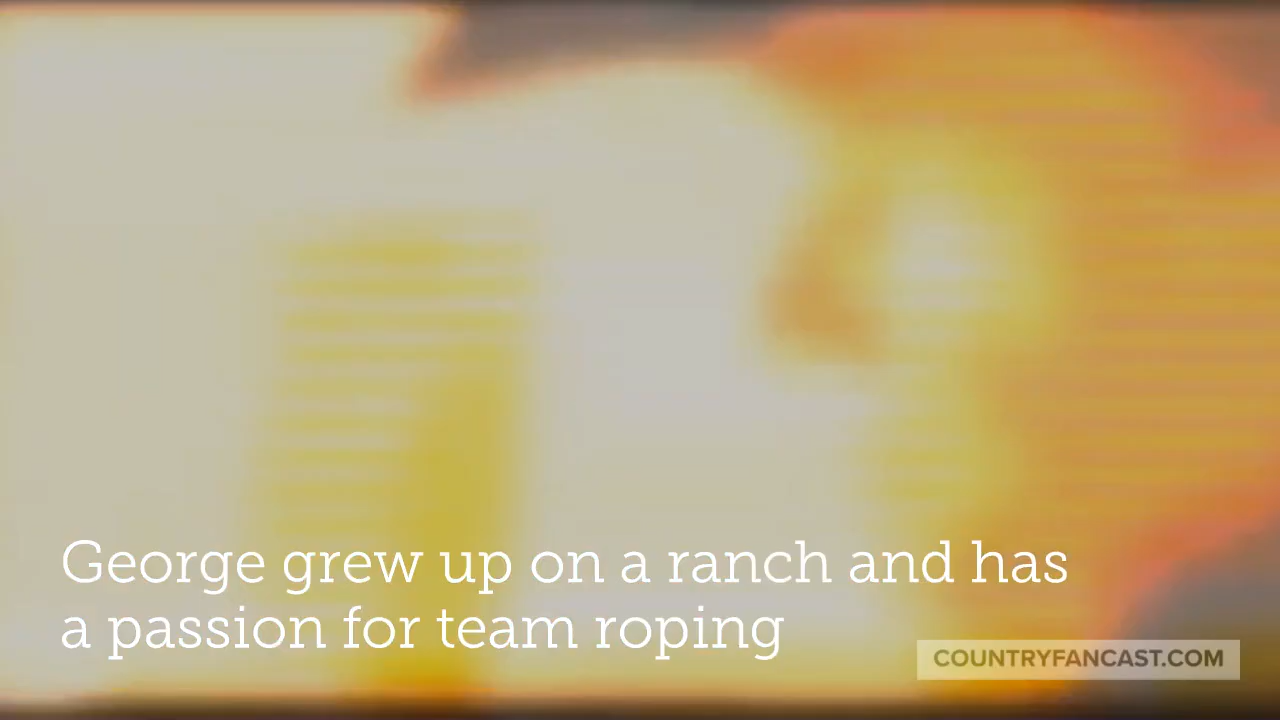 George grew up on a ranch and has
a passion for team roping
COUNTRYFANCAST.COM